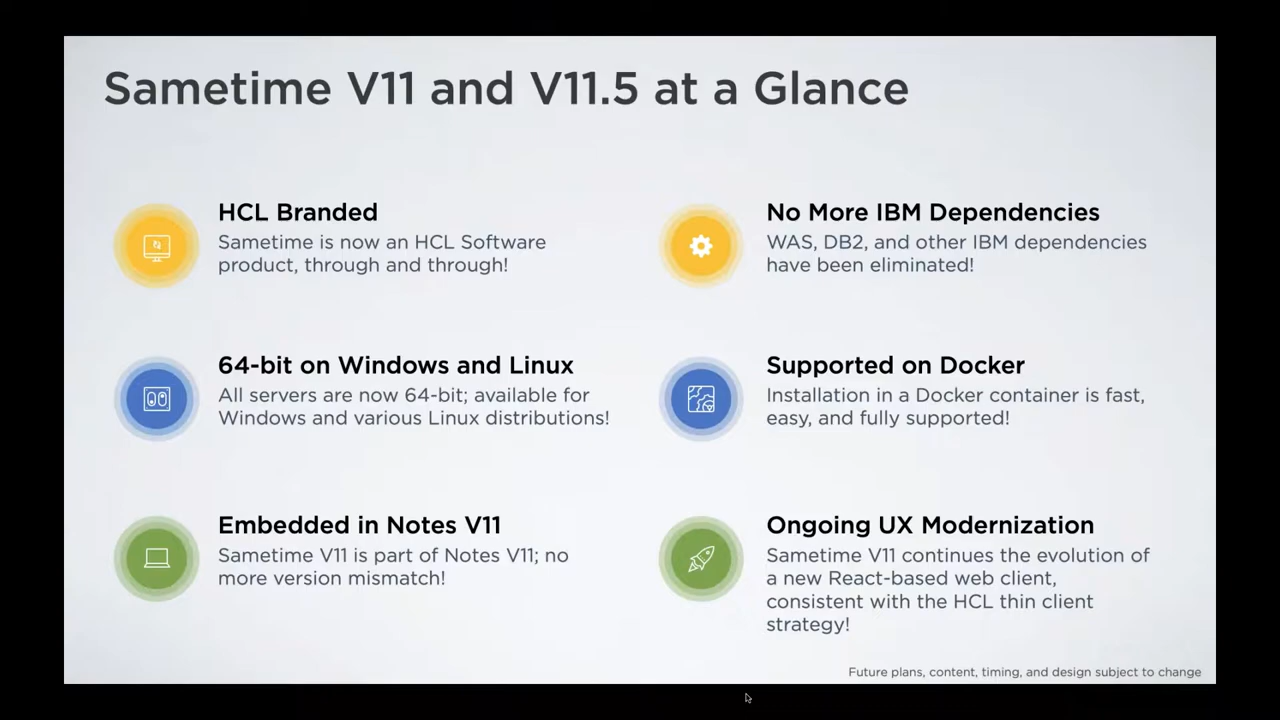 Sametime V11 and V11.5 at a Glance
HCL Branded
Sametime is now an HCL Software
product, through and through!
No More IBM Dependencies
WAS, DB2, and other IBM dependencies
have been eliminated!
64-bit on Windows and Linux
All servers are now 64-bit; available for
Windows and various Linux distributions!
Supported on Docker
Installation in a Docker container is fast,
easy, and fully supported!
Embedded in Notes V11
Sametime V11 is part of Notes V11; no
more version mismatch!
Ongoing UX Modernization
Sametime V11 continues the evolution of
a new React-based web client,
consistent with the HCL thin client
strategy!
Future plans, content, timing, and design subject to change